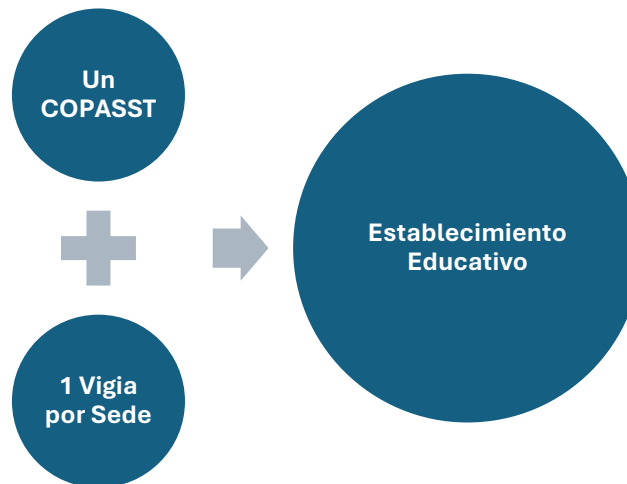 Un
COPASST
1 Vigia
por Sede
Establecimiento
Educativo